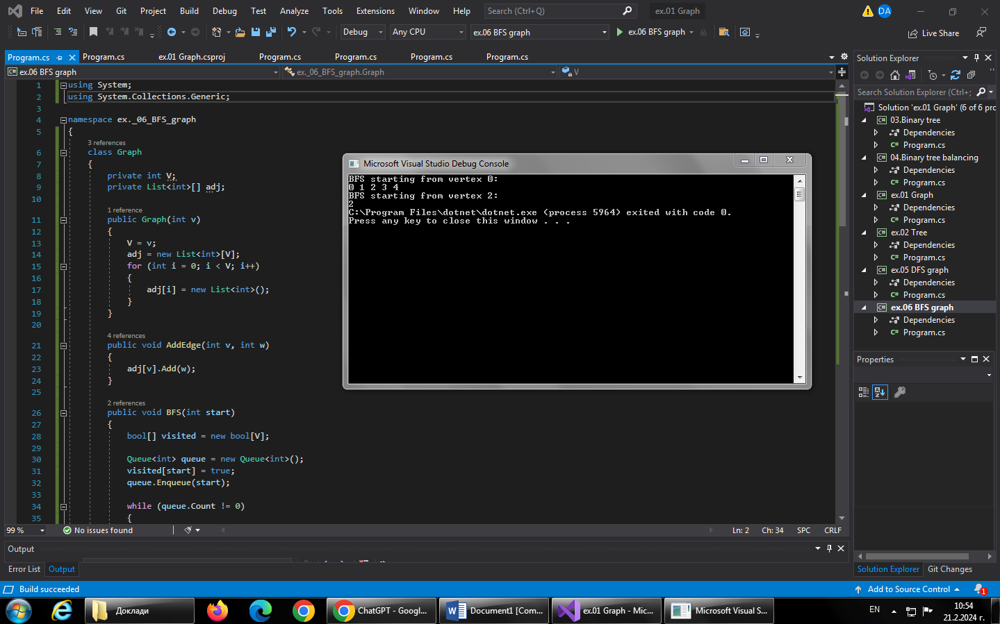 File Edit View Git Project Build Debug Test Analyze Tools Extensions Window Help Search (Ctrl+Q) ex.01 Graph DA
Debug Any CPU ex.06 BFS graph ex.06 BFS graph Live Share
Program.cs Program.cs ex.01 Graph.csproj Program.cs Program.cs Program.cs Program.cs
ex.06 BFS graph ex._06_BFS_graph.Graph V
1 using System;
2 using System.Collections.Generic;
3
4 namespace ex._06_BFS_graph
5 {
3 references
6 class Graph
7 {
8 private int V;
9 private List<int>[] adj;
10
1 reference
11 public Graph(int v)
12 {
13 V = v;
14 adj = new List<int>[V];
15 for (int i = 0; i < V; i++)
16 {
17 adj[i] = new List<int>();
18 }
19 }
20
4 references
21 public void AddEdge(int v, int w)
22 {
23 adj[v].Add(w);
24 }
25
2 references
26 public void BFS(int start)
27 {
28 bool[] visited = new bool[V];
29
30 Queue<int> queue = new Queue<int>();
31 visited[start] = true;
32 queue.Enqueue(start);
33
34 while (queue.Count != 0)
35 {
99 % No issues found Ln: 2 Ch: 34 SPC CRLF
Microsoft Visual Studio Debug Console
BFS starting from vertex 0:
0 1 2 3 4
BFS starting from vertex 2:
2
C:\Program Files\dotnet\dotnet.exe (process 5964) exited with code 0.
Press any key to close this window . . .
Solution Explorer
Search Solution Explorer (Ctrl+;
Solution 'ex.01 Graph' (6 of 6 pro
C# 03.Binary tree
Dependencies
C# Program.cs
C# 04.Binary tree balancing
Dependencies
C# Program.cs
C# ex.01 Graph
Dependencies
C# Program.cs
C# ex.02 Tree
Dependencies
C# Program.cs
C# ex.05 DFS graph
Dependencies
C# Program.cs
C# ex.06 BFS graph
Dependencies
C# Program.cs
Properties
Solution Explorer Git Changes
Output
Error List Output
Build succeeded Add to Source Control 1
Доклади ChatGPT - Googl... Document1 [Com... ex.01 Graph - Mic... Microsoft Visual S... EN 10:54
21.2.2024 г.